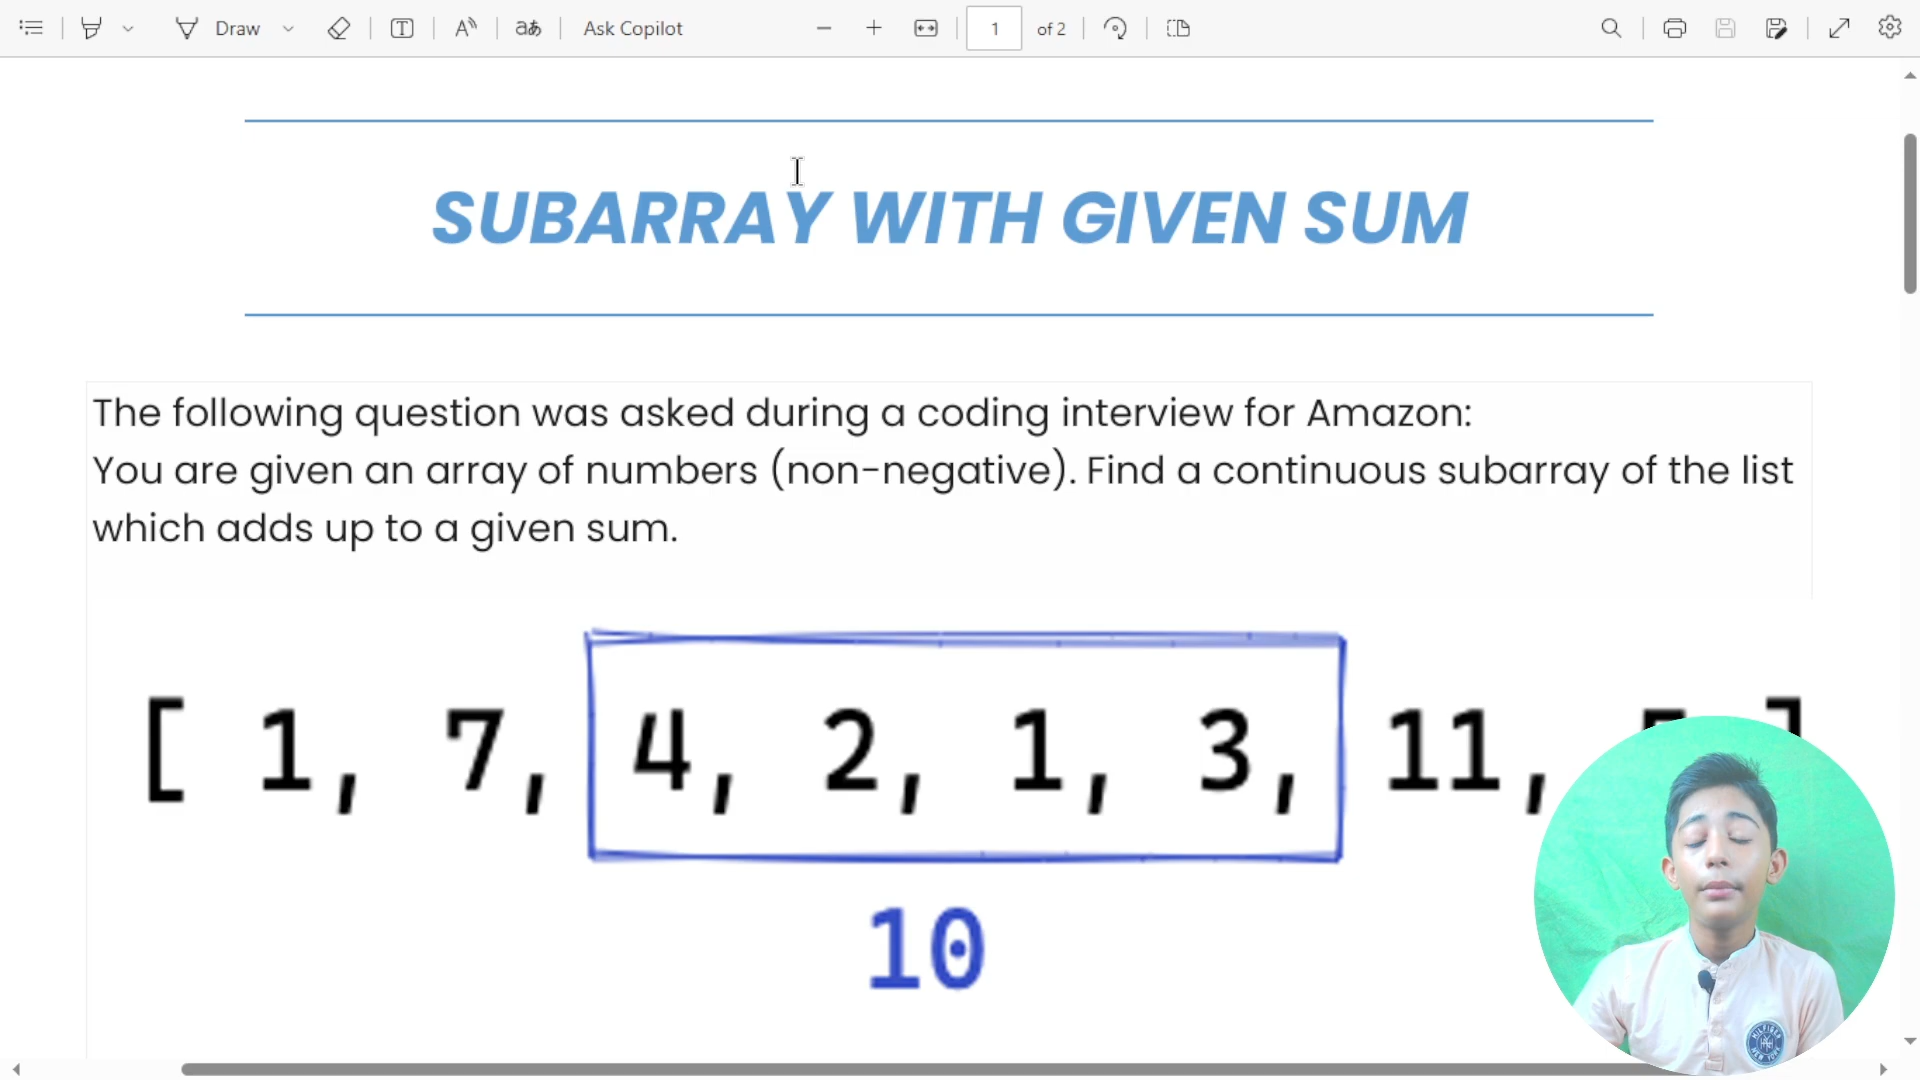 Draw
Ask Copilot
1 of 2
SUBARRAY WITH GIVEN SUM
The following question was asked during a coding interview for Amazon:
You are given an array of numbers (non-negative). Find a continuous subarray of the list
which adds up to a given sum.
[ 1, 7, 4, 2, 1, 3, 11, ]
10